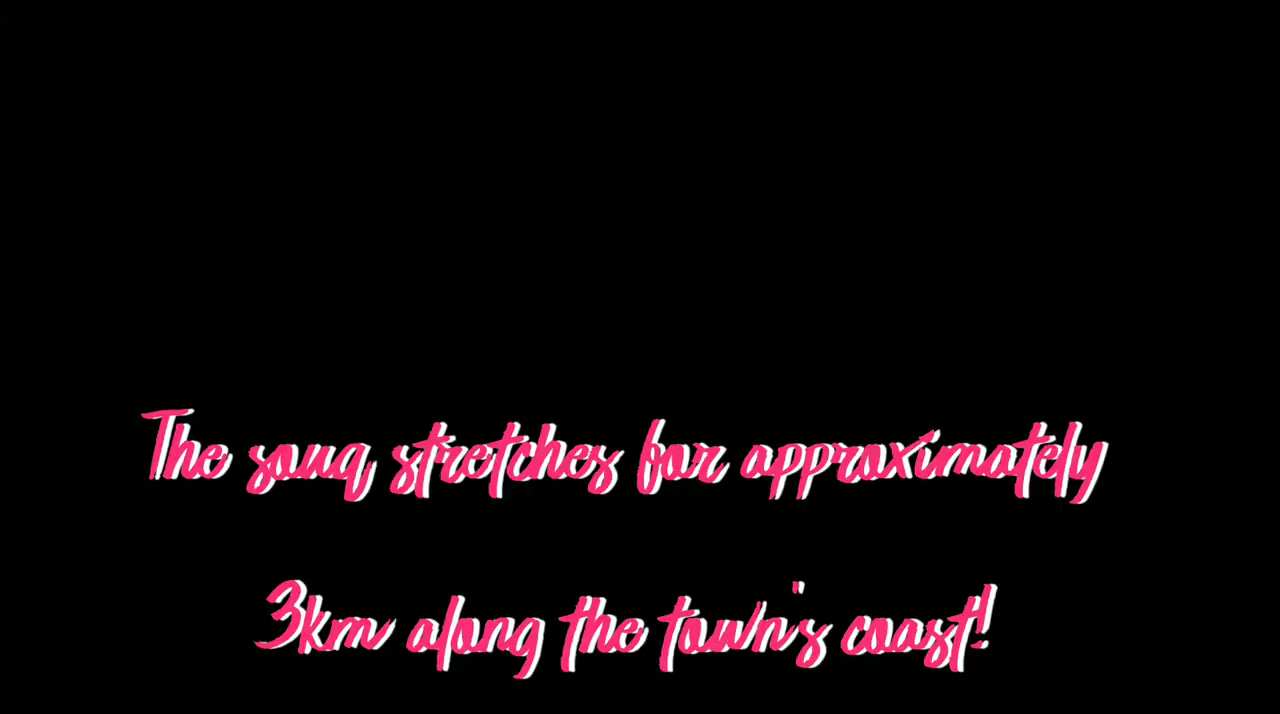 The souq stretches for approximately
3km along the town's coast!